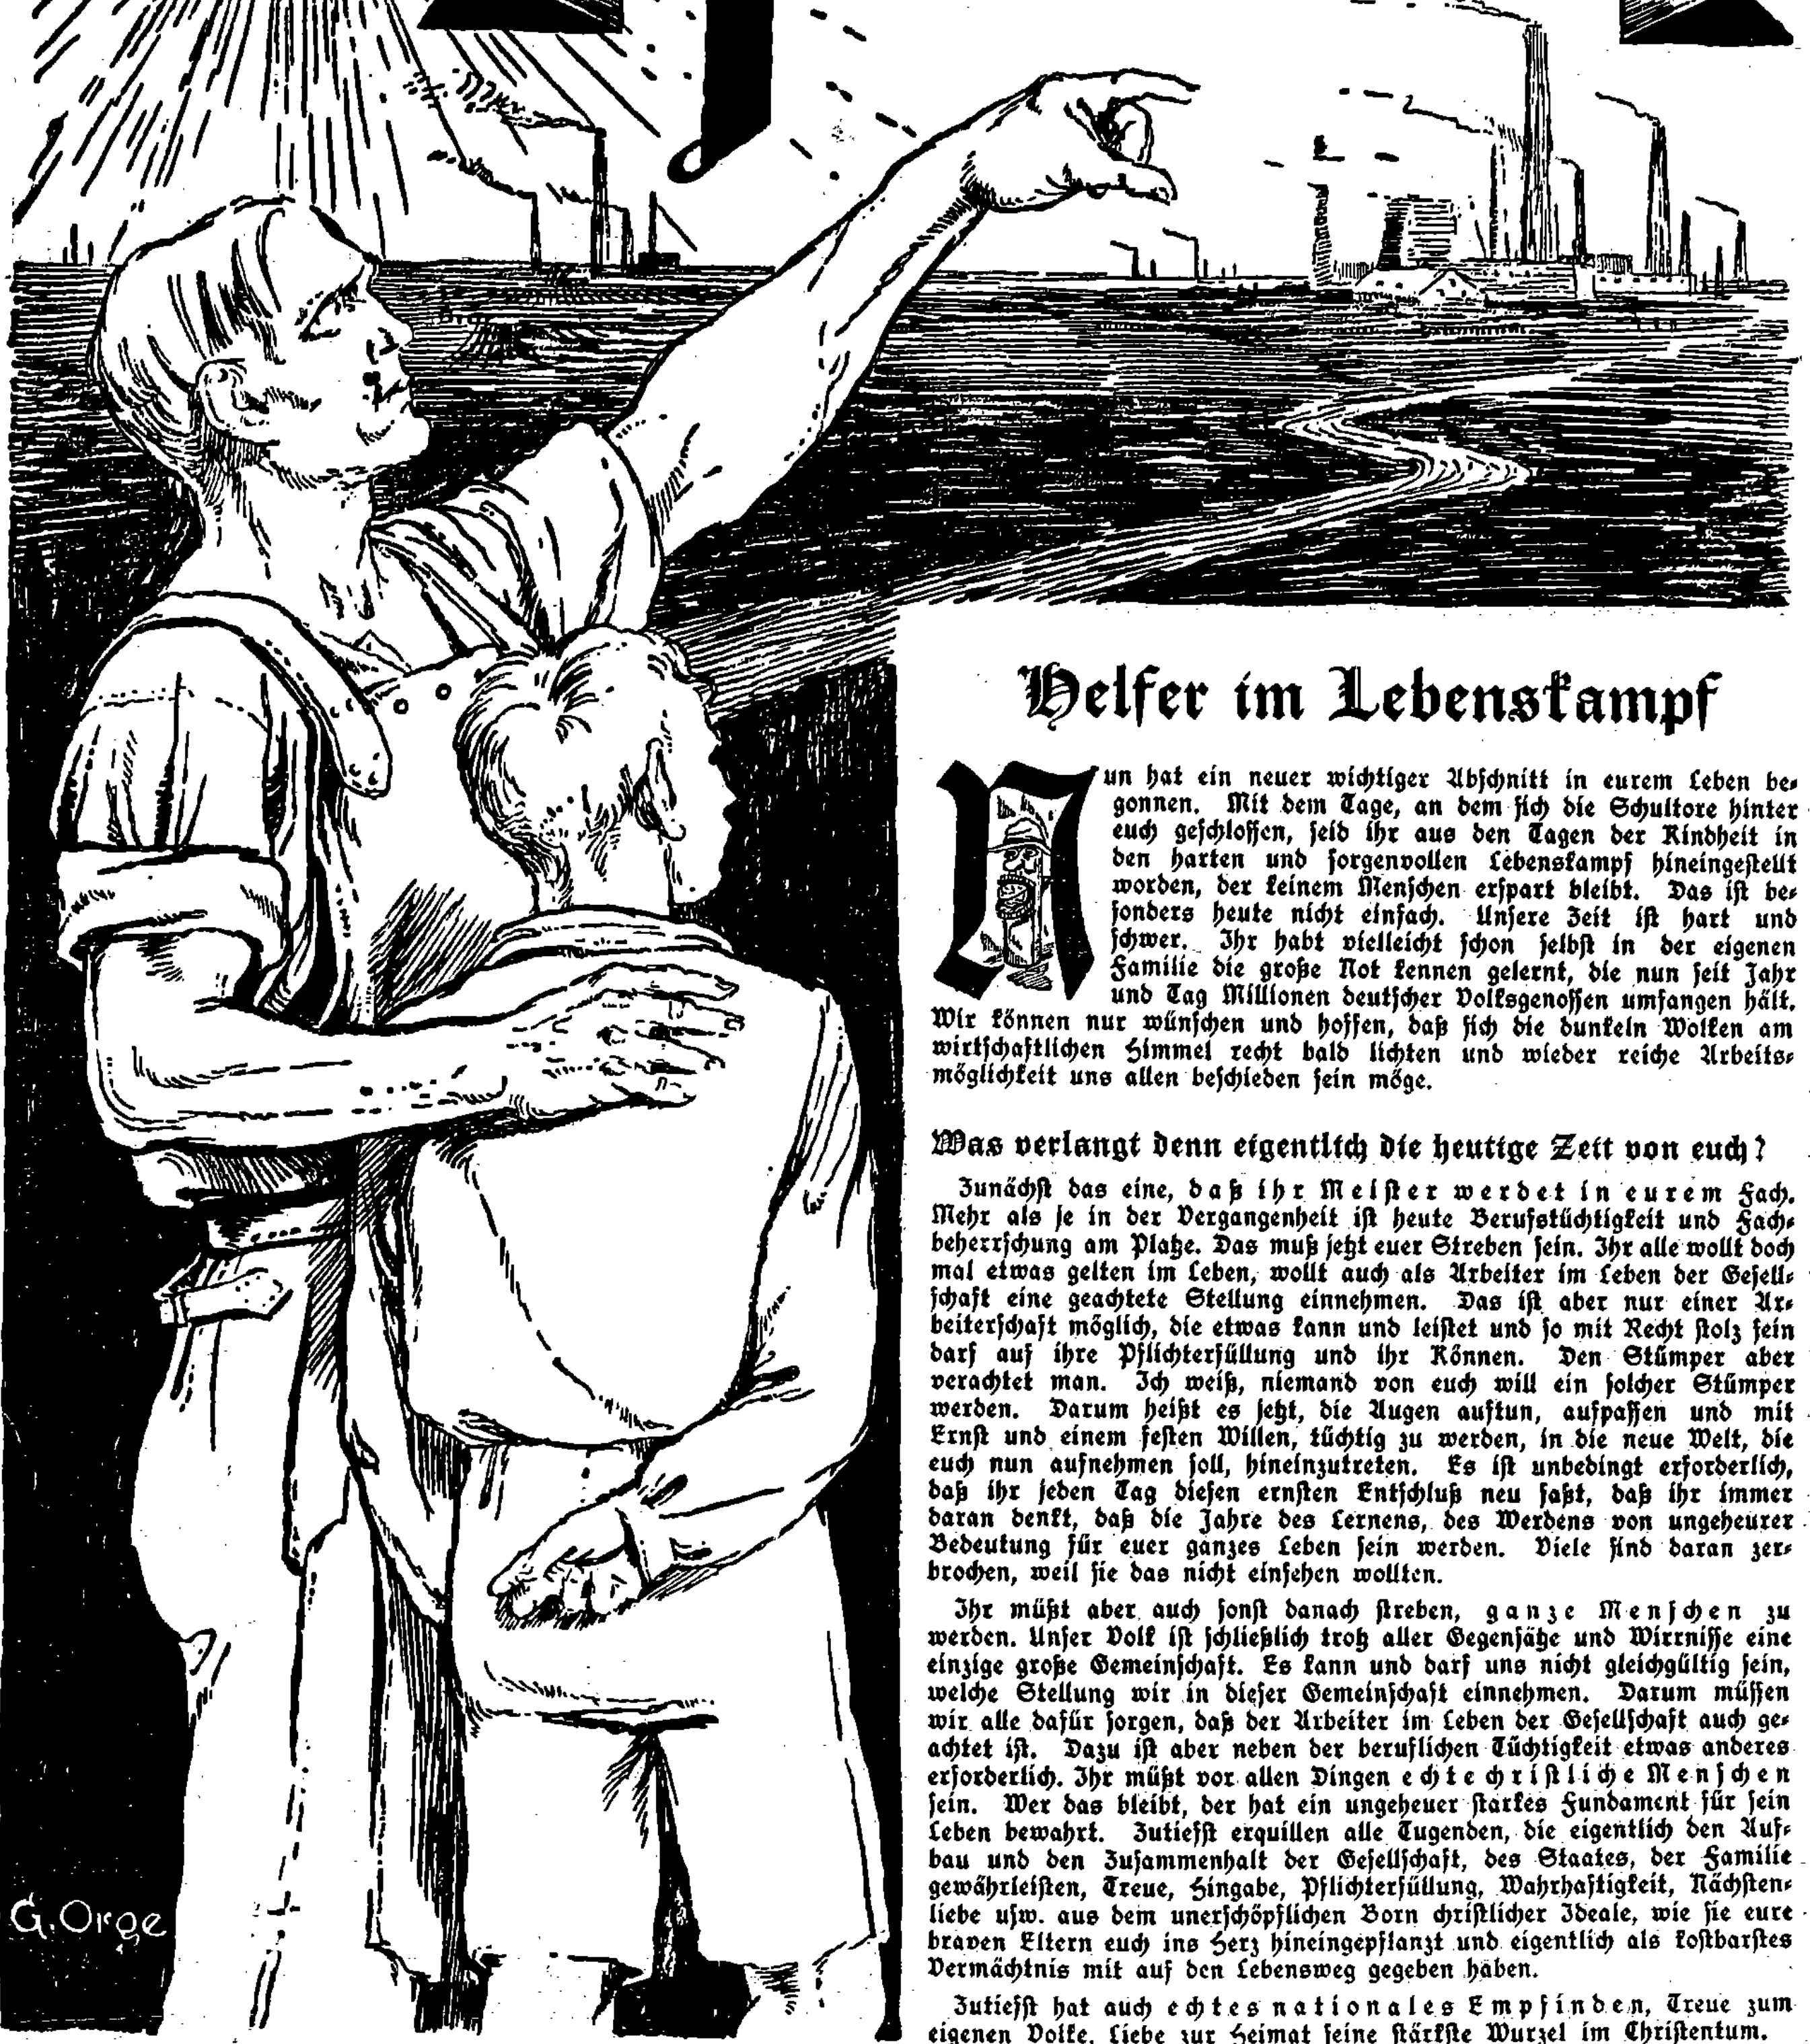 Helfer im Lebenskampf
Nun hat ein neuer wichtiger Abschnitt in eurem Leben be-
gonnen. Mit dem Tage, an dem sich die Schultore hinter
euch geschlossen, seid ihr aus den Tagen der Kindheit in
den harten und sorgenvollen Lebenskampf hineingestellt
worden, der keinem Menschen erspart bleibt. Das ist be-
sonders heute nicht einfach. Unsere Zeit ist hart und
schwer. Ihr habt vielleicht schon selbst in der eigenen
Familie die große Not kennen gelernt, die nun seit Jahr
und Tag Millionen deutscher Volksgenossen umfangen hält.
Wir können nur wünschen und hoffen, daß sich die dunkeln Wolken am
wirtschaftlichen Himmel recht bald lichten und wieder reiche Arbeits-
möglichkeit uns allen beschieden sein möge.
Was verlangt denn eigentlich die heutige Zeit von euch?
Zunächst das eine, daß ihr Meister werdet in eurem Fach.
Mehr als je in der Vergangenheit ist heute Berufstüchtigkeit und Fach-
beherrschung am Platze. Das muß jetzt euer Streben sein. Ihr alle wollt doch
mal etwas gelten im Leben, wollt auch als Arbeiter im Leben der Gesell-
schaft eine geachtete Stellung einnehmen. Das ist aber nur einer Ar-
beiterschaft möglich, die etwas kann und leistet und so mit Recht stolz sein
darf auf ihre Pflichterfüllung und ihr Können. Den Stümper aber
verachtet man. Ich weiß, niemand von euch will ein solcher Stümper
werden. Darum heißt es jetzt, die Augen auftun, aufpassen und mit
Ernst und einem festen Willen, tüchtig zu werden, in die neue Welt, die
euch nun aufnehmen soll, hineinzutreten. Es ist unbedingt erforderlich,
daß ihr jeden Tag diesen ernsten Entschluß neu faßt, daß ihr immer
daran denkt, daß die Jahre des Lernens, des Werdens von ungeheurer
Bedeutung für euer ganzes Leben sein werden. Viele sind daran zer-
brochen, weil sie das nicht einsehen wollten.
Ihr müßt aber auch sonst danach streben, ganze Menschen zu
werden. Unser Volk ist schließlich trotz aller Gegensätze und Wirrnisse eine
einzige große Gemeinschaft. Es kann und darf uns nicht gleichgültig sein,
welche Stellung wir in dieser Gemeinschaft einnehmen. Darum müssen
wir alle dafür sorgen, daß der Arbeiter im Leben der Gesellschaft auch ge-
achtet ist. Dazu ist aber neben der beruflichen Tüchtigkeit etwas anderes
erforderlich. Ihr müßt vor allen Dingen echte christliche Menschen
sein. Wer das bleibt, der hat ein ungeheuer starkes Fundament für sein
Leben bewahrt. Zutiefst erquillen alle Tugenden, die eigentlich den Auf-
bau und den Zusammenhalt der Gesellschaft, des Staates, der Familie
gewährleisten, Treue, Hingabe, Pflichterfüllung, Wahrhaftigkeit, Nächsten-
liebe usw. aus dem unerschöpflichen Born christlicher Ideale, wie sie eure
braven Eltern euch ins Herz hineingepflanzt und eigentlich als kostbarstes
Vermächtnis mit auf den Lebensweg gegeben haben.
Zutiefst hat auch echtes nationales Empfinden, Treue zum
eigenen Volke, Liebe zur Heimat seine stärkste Wurzel im Christentum.
G. Orge